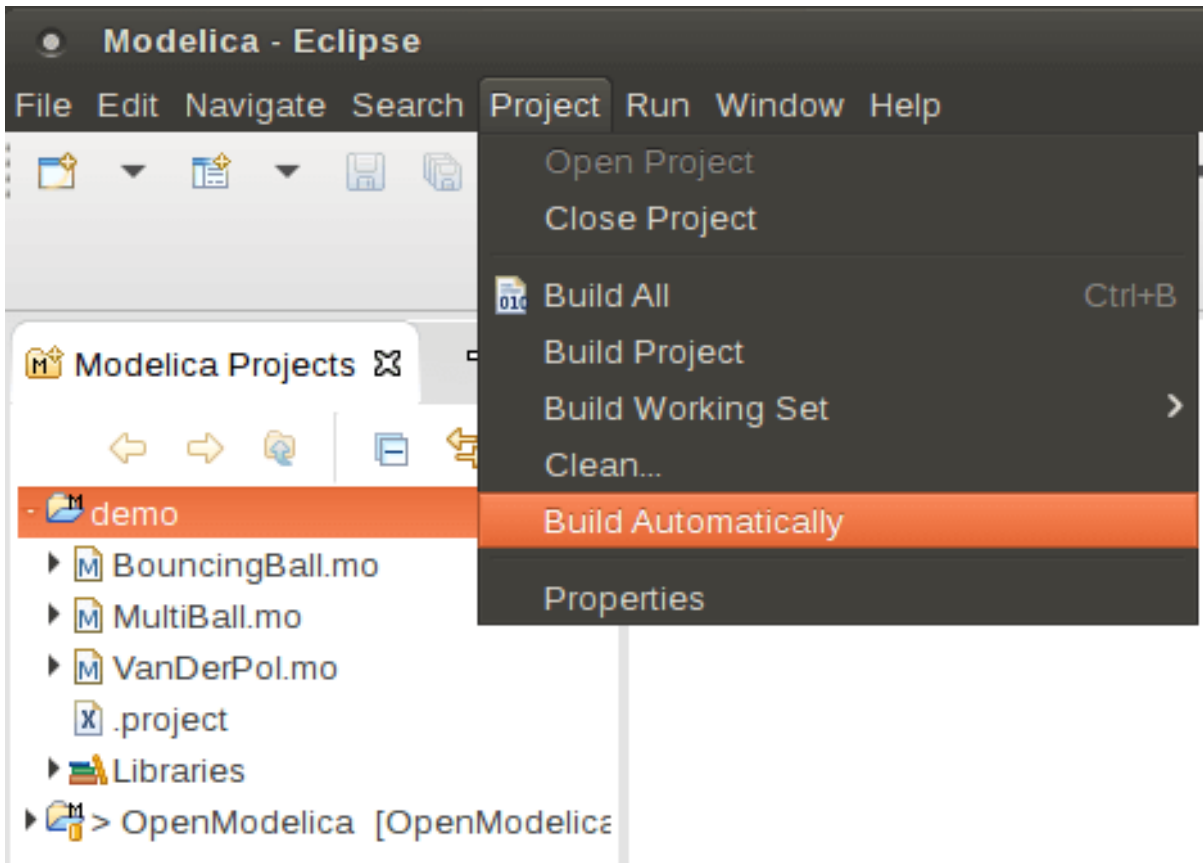 Modelica - Eclipse
File Edit Navigate Search Project Run Window Help
Open Project
Close Project
Build All Ctrl+B
Build Project
Build Working Set
Clean...
Build Automatically
Properties
Modelica Projects
demo
BouncingBall.mo
MultiBall.mo
VanDerPol.mo
.project
Libraries
> OpenModelica [OpenModelica